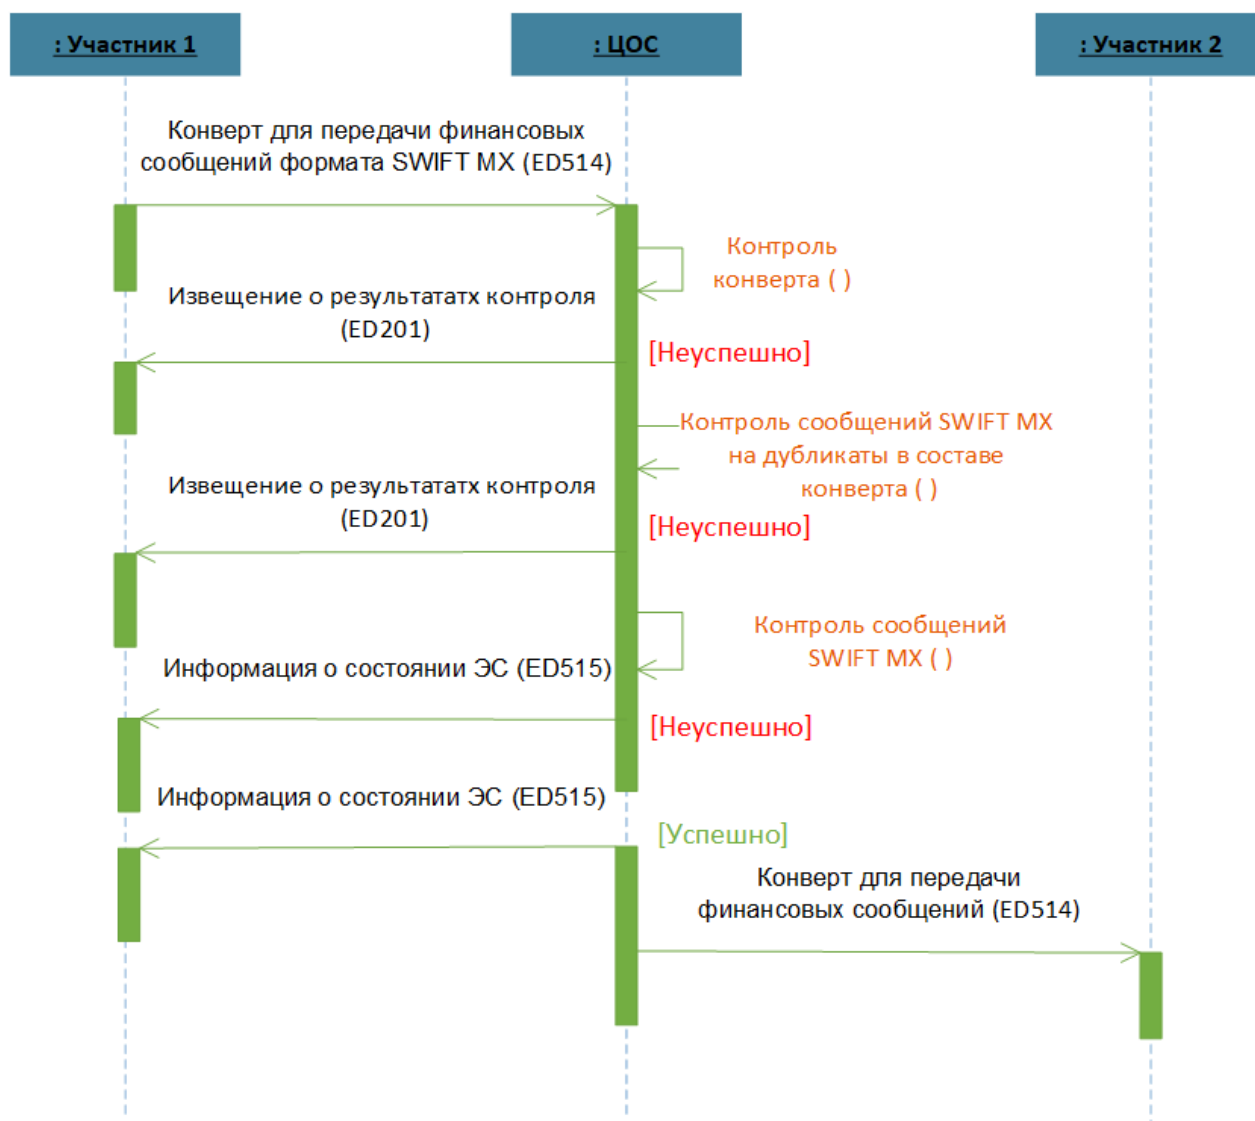 : Участник 1
: ЦОС
: Участник 2
Конверт для передачи финансовых
сообщений формата SWIFT MX (ED514)
Контроль
конверта ( )
Извещение о результататх контроля
(ED201)
[Неуспешно]
Контроль сообщений SWIFT MX
на дубликаты в составе
конверта ( )
Извещение о результататх контроля
(ED201)
[Неуспешно]
Контроль сообщений
SWIFT MX ( )
Информация о состоянии ЭС (ED515)
[Неуспешно]
Информация о состоянии ЭС (ED515)
[Успешно]
Конверт для передачи
финансовых сообщений (ED514)